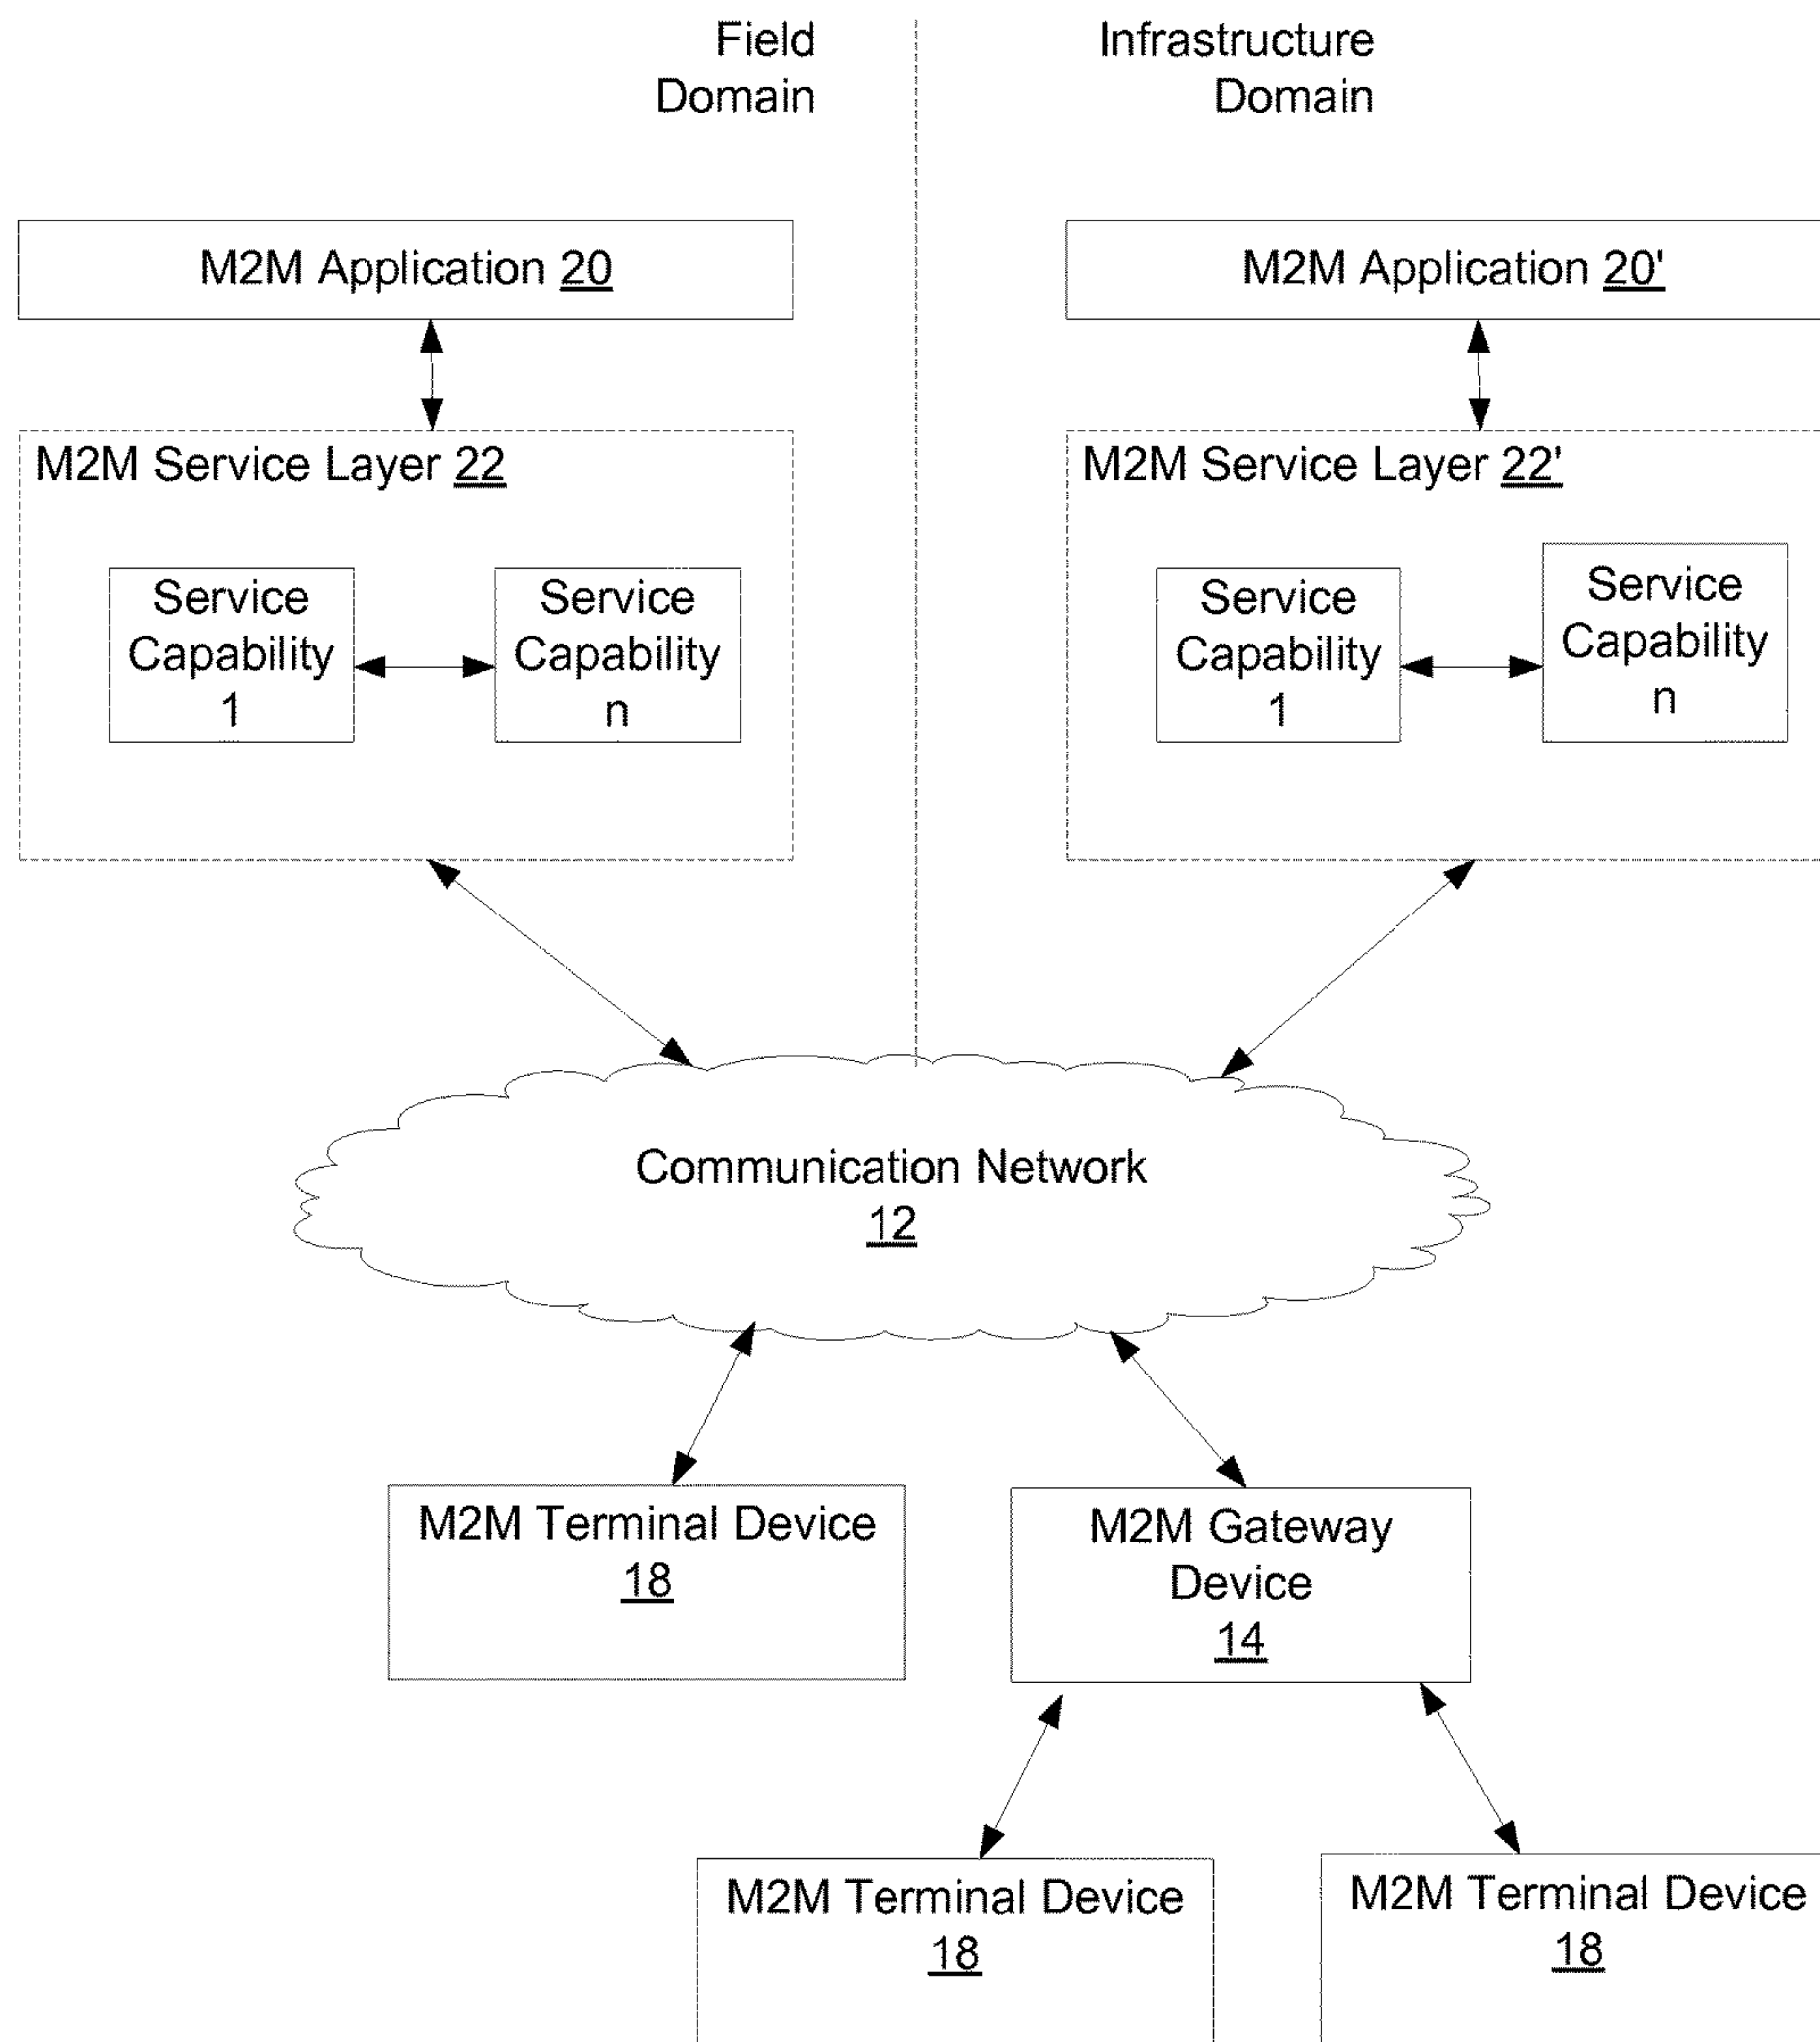 Field
Domain
Infrastructure
Domain
M2M Application 20
M2M Application 20'
M2M Service Layer 22
M2M Service Layer 22'
Service
Capability
1
Service
Capability
n
Service
Capability
1
Service
Capability
n
Communication Network
12
M2M Terminal Device
18
M2M Gateway
Device
14
M2M Terminal Device
18
M2M Terminal Device
18